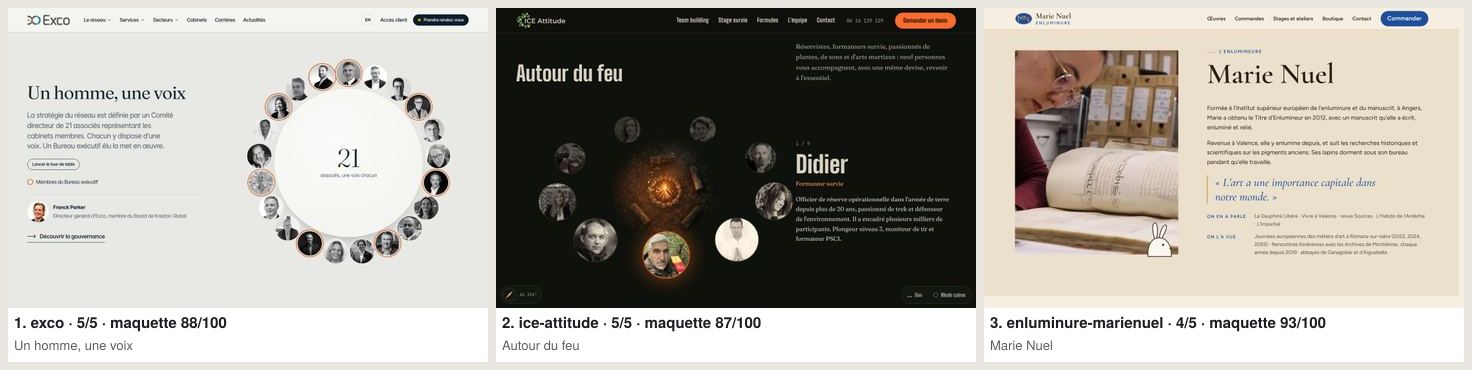 Exco
Le réseau
Services
Secteurs
Cabinets
Carrières
Actualités
EN
Accès client
Prendre rendez-vous
Un homme, une voix
La stratégie du réseau est définie par un Comité
directeur de 21 associés représentant les
cabinets membres. Chacun y dispose d'une
voix. Un Bureau exécutif élu la met en œuvre.
Lancer le tour de table
Membres du Bureau exécutif
Franck Parker
Directeur général d'Exco, membre du Board de Kreston Global
Découvrir la gouvernance
21
associés, une voix chacun
1. exco · 5/5 · maquette 88/100
Un homme, une voix
ICE Attitude
Team building
Stage survie
Formules
L'équipe
Contact
06 16 129 129
Demander un devis
Autour du feu
Réservistes, formateurs survie, passionnés de
plantes, de sons et d'arts martiaux : neuf personnes
vous accompagnent, avec une même devise, revenir
à l'essentiel.
1 / 9
Didier
Formateur survie
Officier de réserve opérationnelle dans l'armée de terre
depuis plus de 20 ans, passionné de trek et défenseur
de l'environnement. Il a encadré plusieurs milliers de
participants. Plongeur niveau 3, moniteur de tir et
formateur PSC1.
Son
Mode calme
2. ice-attitude · 5/5 · maquette 87/100
Autour du feu
Marie Nuel
ENLUMINURE
Œuvres
Commandes
Stages et ateliers
Boutique
Contact
Commander
L'ENLUMINEURE
Marie Nuel
Formée à l'Institut supérieur européen de l'enluminure et du manuscrit, à Angers,
Marie a obtenu le Titre d'Enlumineur en 2012, avec un manuscrit qu'elle a écrit,
enluminé et relié.
Revenue à Valence, elle y enlumine depuis, et suit les recherches historiques et
scientifiques sur les pigments anciens. Ses lapins dorment sous son bureau
pendant qu'elle travaille.
« L'art a une importance capitale dans
notre monde. »
ON EN A PARLÉ
Le Dauphiné Libéré · Vivre à Valence · revue Sources · L'Hebdo de l'Ardèche
· L'Impartial
ON L'A VUE
Journées européennes des métiers d'art à Romans-sur-Isère (2022, 2024,
2025) · Rencontres itinérances avec les Archives de Montélimar, chaque
année depuis 2019 · abbayes de Ganagobie et d'Aiguebelle
3. enluminure-marienuel · 4/5 · maquette 93/100
Marie Nuel